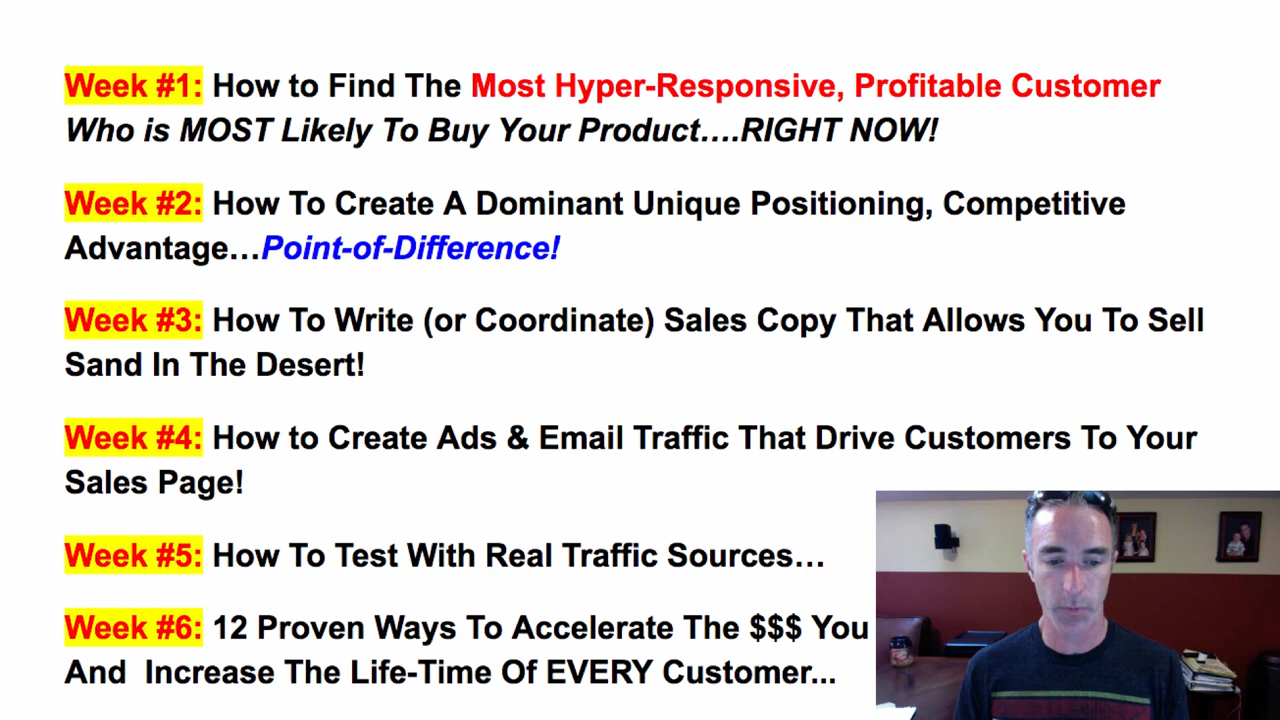 Week #1: How to Find The Most Hyper-Responsive, Profitable Customer
Who is MOST Likely To Buy Your Product….RIGHT NOW!
Week #2: How To Create A Dominant Unique Positioning, Competitive
Advantage…Point-of-Difference!
Week #3: How To Write (or Coordinate) Sales Copy That Allows You To Sell
Sand In The Desert!
Week #4: How to Create Ads & Email Traffic That Drive Customers To Your
Sales Page!
Week #5: How To Test With Real Traffic Sources…
Week #6: 12 Proven Ways To Accelerate The $$$ You
And Increase The Life-Time Of EVERY Customer...